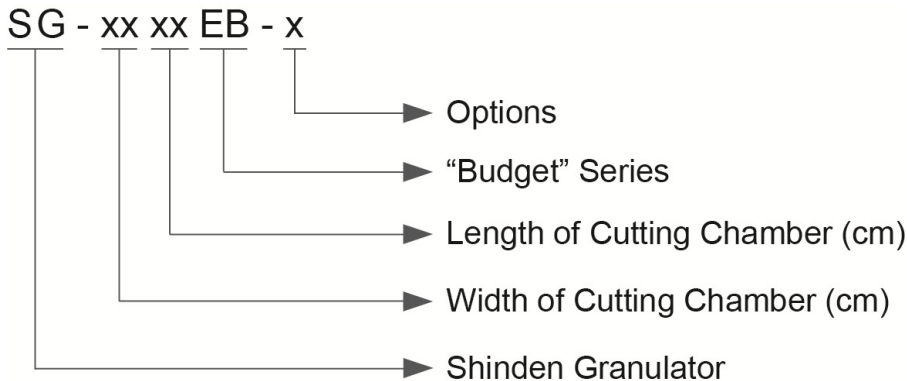 SG - xx xx EB - x
Options
“Budget” Series
Length of Cutting Chamber (cm)
Width of Cutting Chamber (cm)
Shinden Granulator